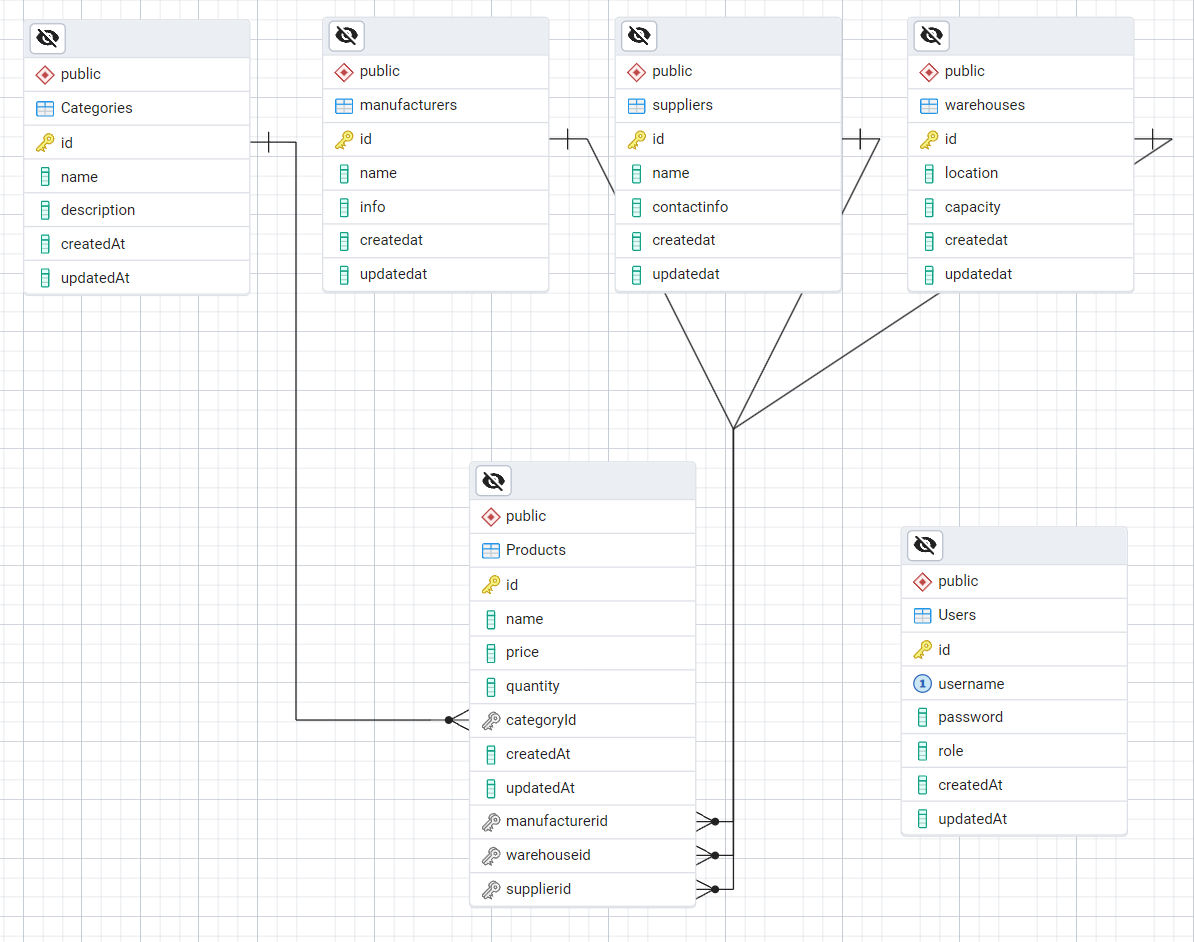 public
Categories
id
name
description
createdAt
updatedAt
public
manufacturers
id
name
info
createdat
updatedat
public
suppliers
id
name
contactinfo
createdat
updatedat
public
warehouses
id
location
capacity
createdat
updatedat
public
Products
id
name
price
quantity
categoryId
createdAt
updatedAt
manufacturerid
warehouseid
supplierid
public
Users
id
1 username
password
role
createdAt
updatedAt